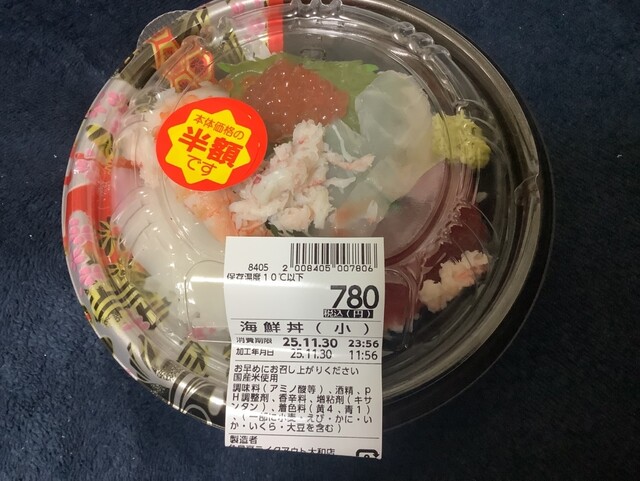 本体価格の
半額
です
8405 2 008405 007806
保存温度10℃以下
780
税込(円)
海鮮丼(小)
消費期限 25.11.30 23:56
加工年月日 25.11.30 11:56
お早めにお召し上がりください
国産米使用
調味料(アミノ酸等)、酒精、p
H調整剤、香辛料、増粘剤(キサ
ンタン)、着色料(黄4、青1)
、(一部に小麦・えび・かに・い
か・いくら・大豆を含む)
製造者